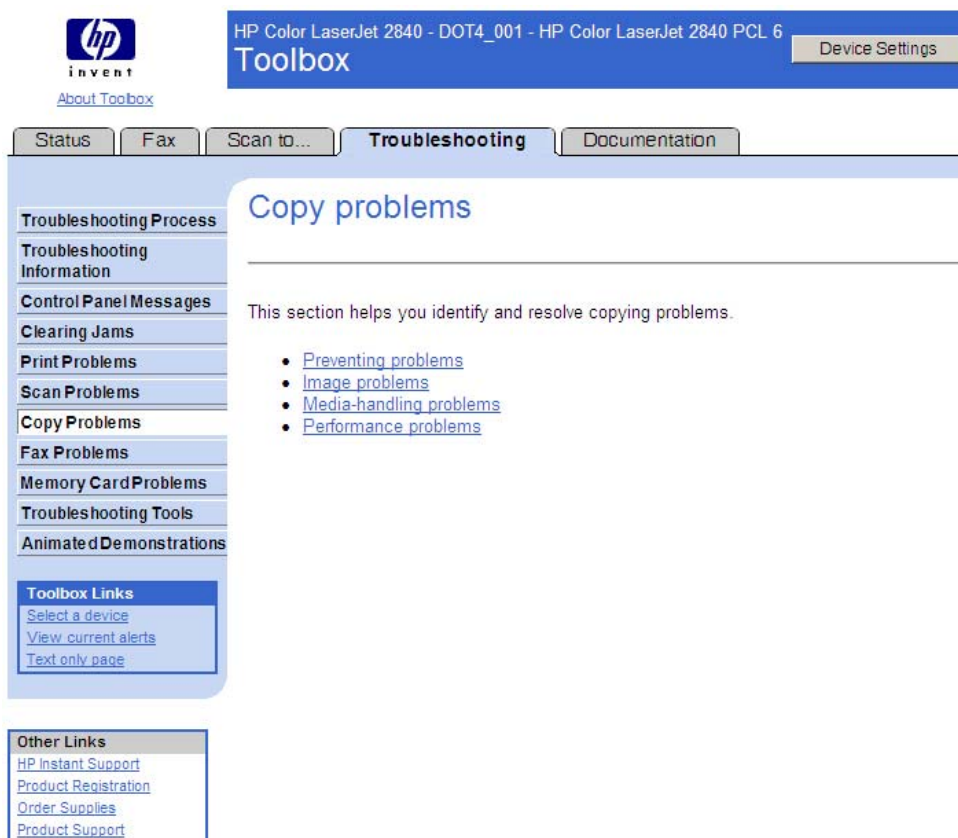 hp
invent
About Toolbox
HP Color LaserJet 2840 - DOT4_001 - HP Color LaserJet 2840 PCL 6
Toolbox
Device Settings
Status
Fax
Scan to...
Troubleshooting
Documentation
Troubleshooting Process
Troubleshooting
Information
Control Panel Messages
Clearing Jams
Print Problems
Scan Problems
Copy Problems
Fax Problems
Memory Card Problems
Troubleshooting Tools
Animated Demonstrations
Toolbox Links
Select a device
View current alerts
Text only page
Other Links
HP Instant Support
Product Registration
Order Supplies
Product Support
Copy problems
This section helps you identify and resolve copying problems.
• Preventing problems
• Image problems
• Media-handling problems
• Performance problems